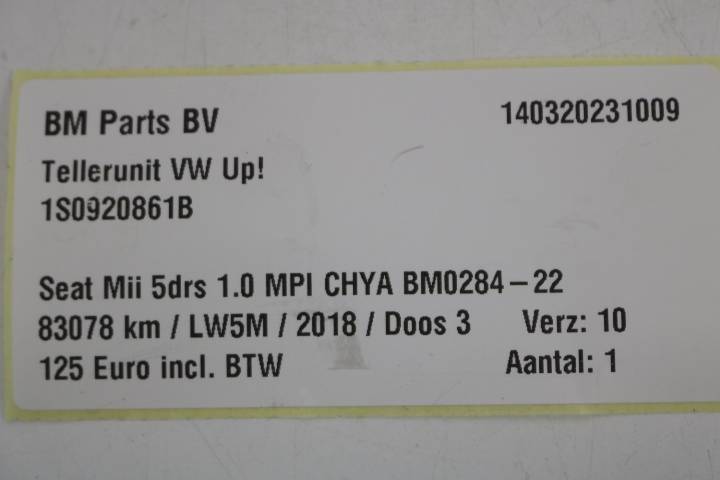 BM Parts BV 140320231009
Tellerunit VW Up!
1S0920861B
Seat Mii 5drs 1.0 MPI CHYA BM0284-22
83078 km / LW5M / 2018 / Doos 3 Verz: 10
125 Euro incl. BTW Aantal: 1